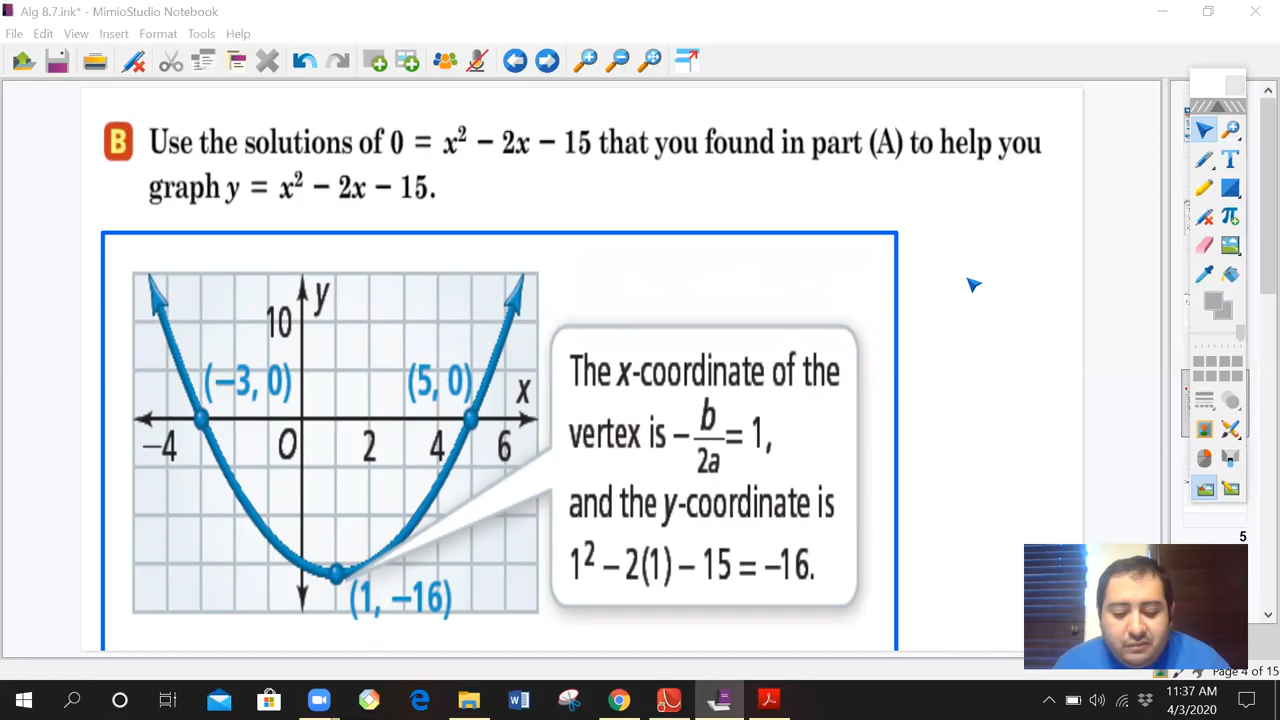 Alg 8.7.ink* - MimioStudio Notebook
File Edit View Insert Format Tools Help
B Use the solutions of 0 = x² − 2x − 15 that you found in part (A) to help you
graph y = x² − 2x − 15.
y
10
(−3, 0) (5, 0) x
−4 O 2 4 6
(1, −16)
The x-coordinate of the
vertex is −b/2a = 1,
and the y-coordinate is
1² − 2(1) − 15 = −16.
T
π
5
Page 4 of 15
11:37 AM
4/3/2020